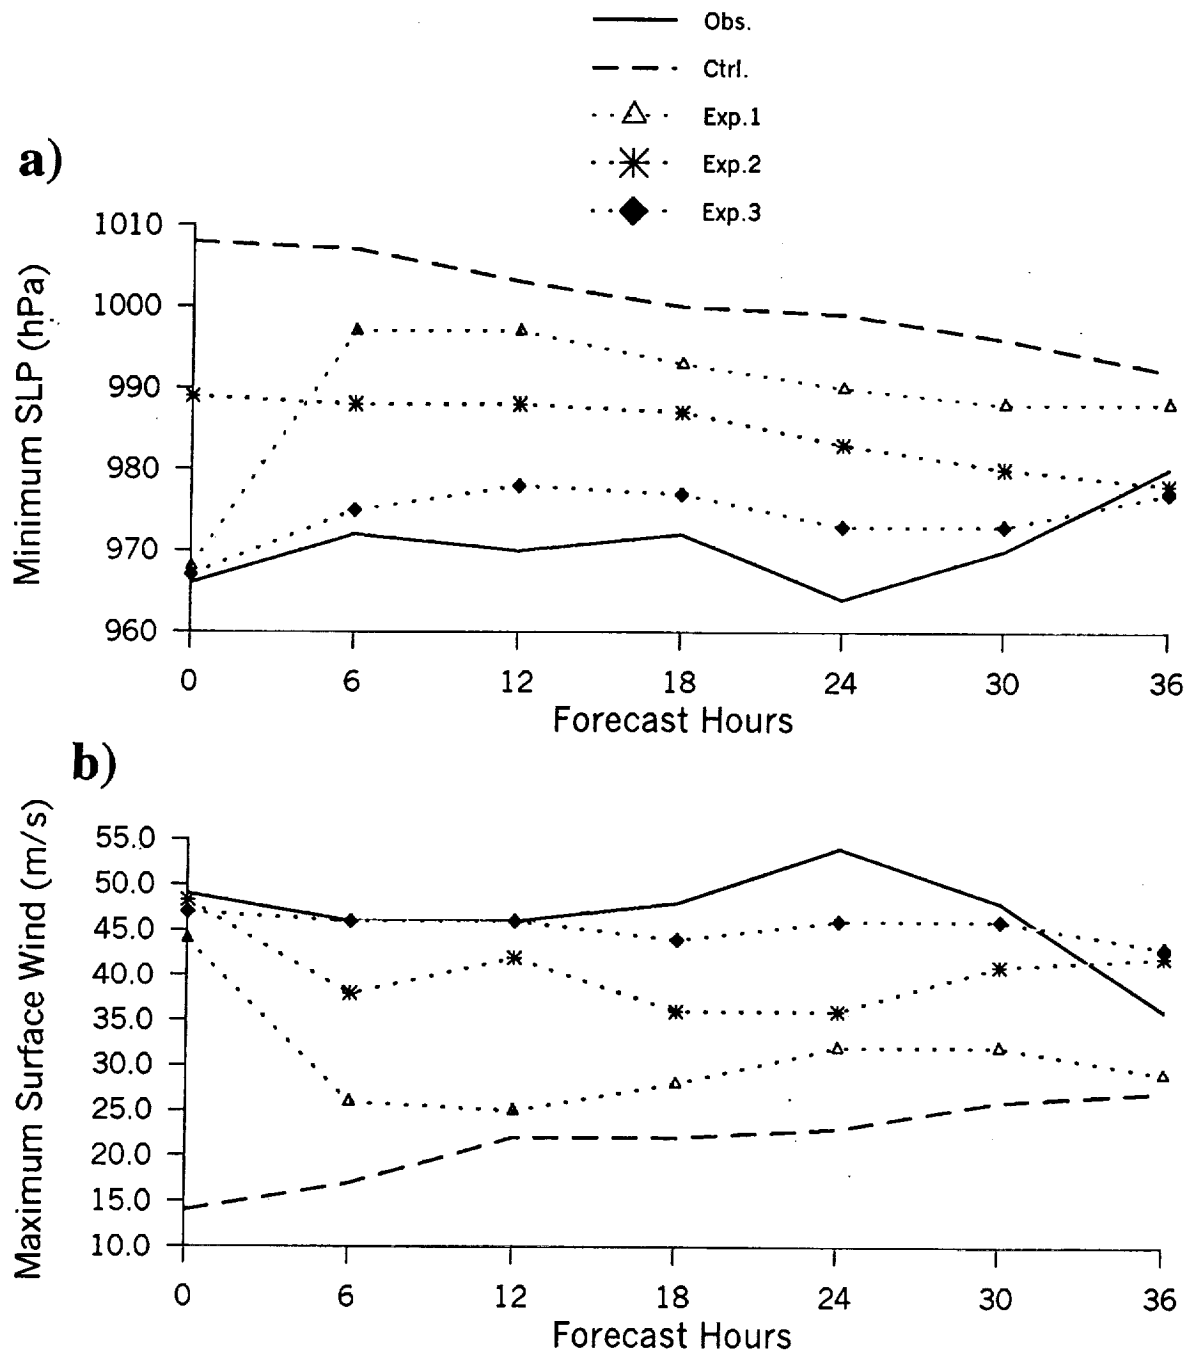 Obs.
Ctrl.
Exp.1
Exp.2
Exp.3
a)
Minimum SLP (hPa)
1010
1000
990
980
970
960
0 6 12 18 24 30 36
Forecast Hours
b)
Maximum Surface Wind (m/s)
55.0
50.0
45.0
40.0
35.0
30.0
25.0
20.0
15.0
10.0
0 6 12 18 24 30 36
Forecast Hours